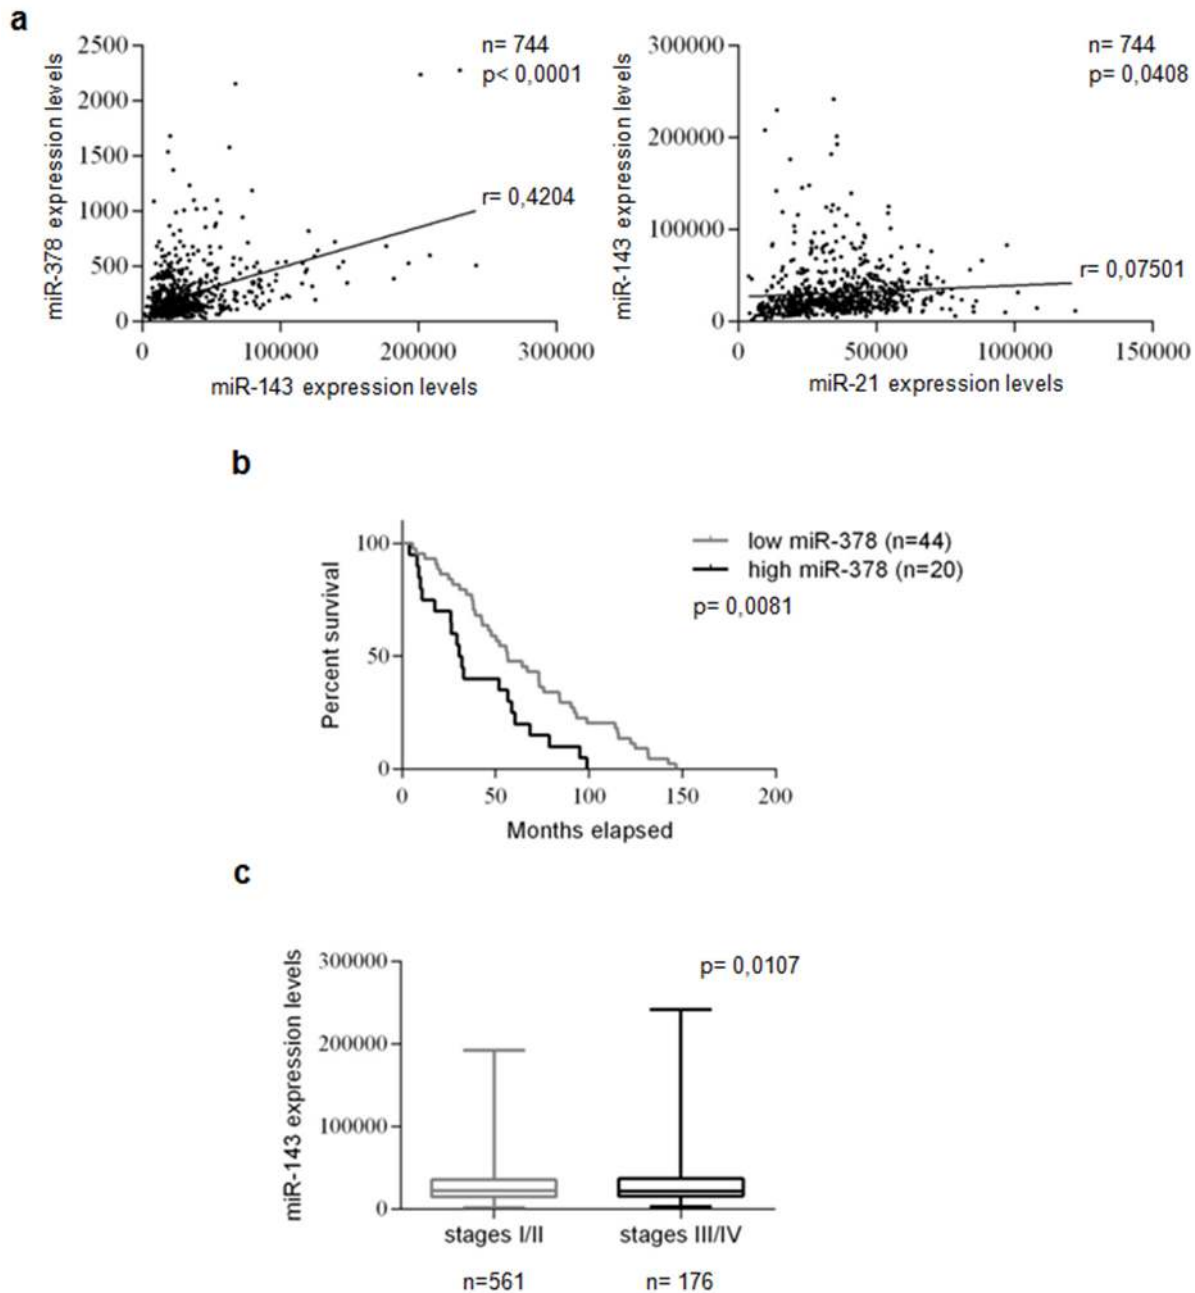 a
2500
2000
1500
1000
500
0
miR-378 expression levels
n= 744
p< 0,0001
r= 0,4204
0 100000 200000 300000
miR-143 expression levels
300000
200000
100000
0
miR-143 expression levels
n= 744
p= 0,0408
r= 0,07501
0 50000 100000 150000
miR-21 expression levels
b
100
50
0
Percent survival
low miR-378 (n=44)
high miR-378 (n=20)
p= 0,0081
0 50 100 150 200
Months elapsed
c
300000
200000
100000
0
miR-143 expression levels
p= 0,0107
stages I/II stages III/IV
n=561 n= 176